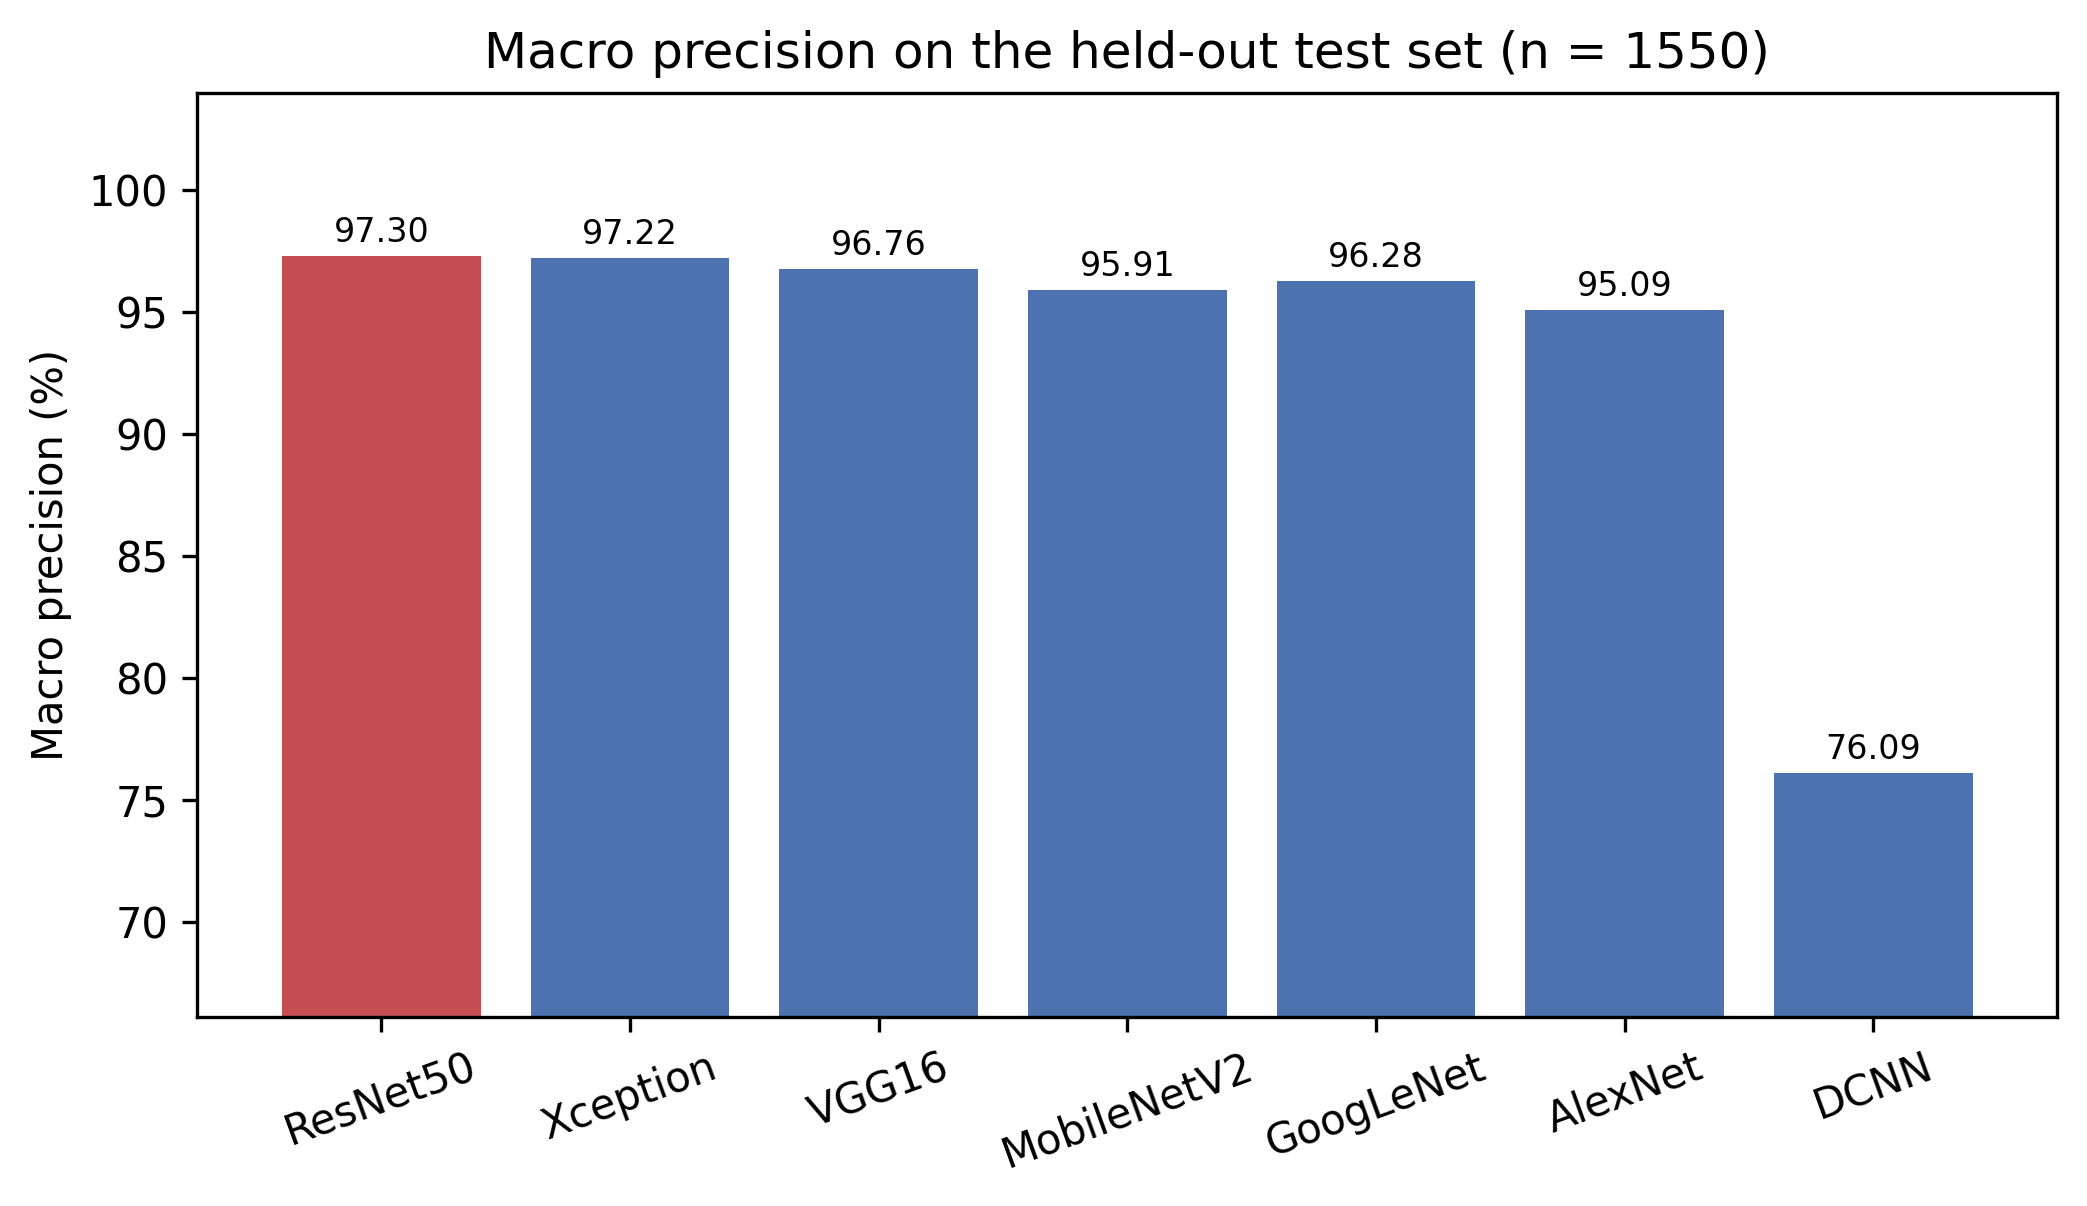 Macro precision on the held-out test set (n = 1550)
Macro precision (%)
100
95
90
85
80
75
70
97.30
97.22
96.76
95.91
96.28
95.09
76.09
ResNet50
Xception
VGG16
MobileNetV2
GoogLeNet
AlexNet
DCNN